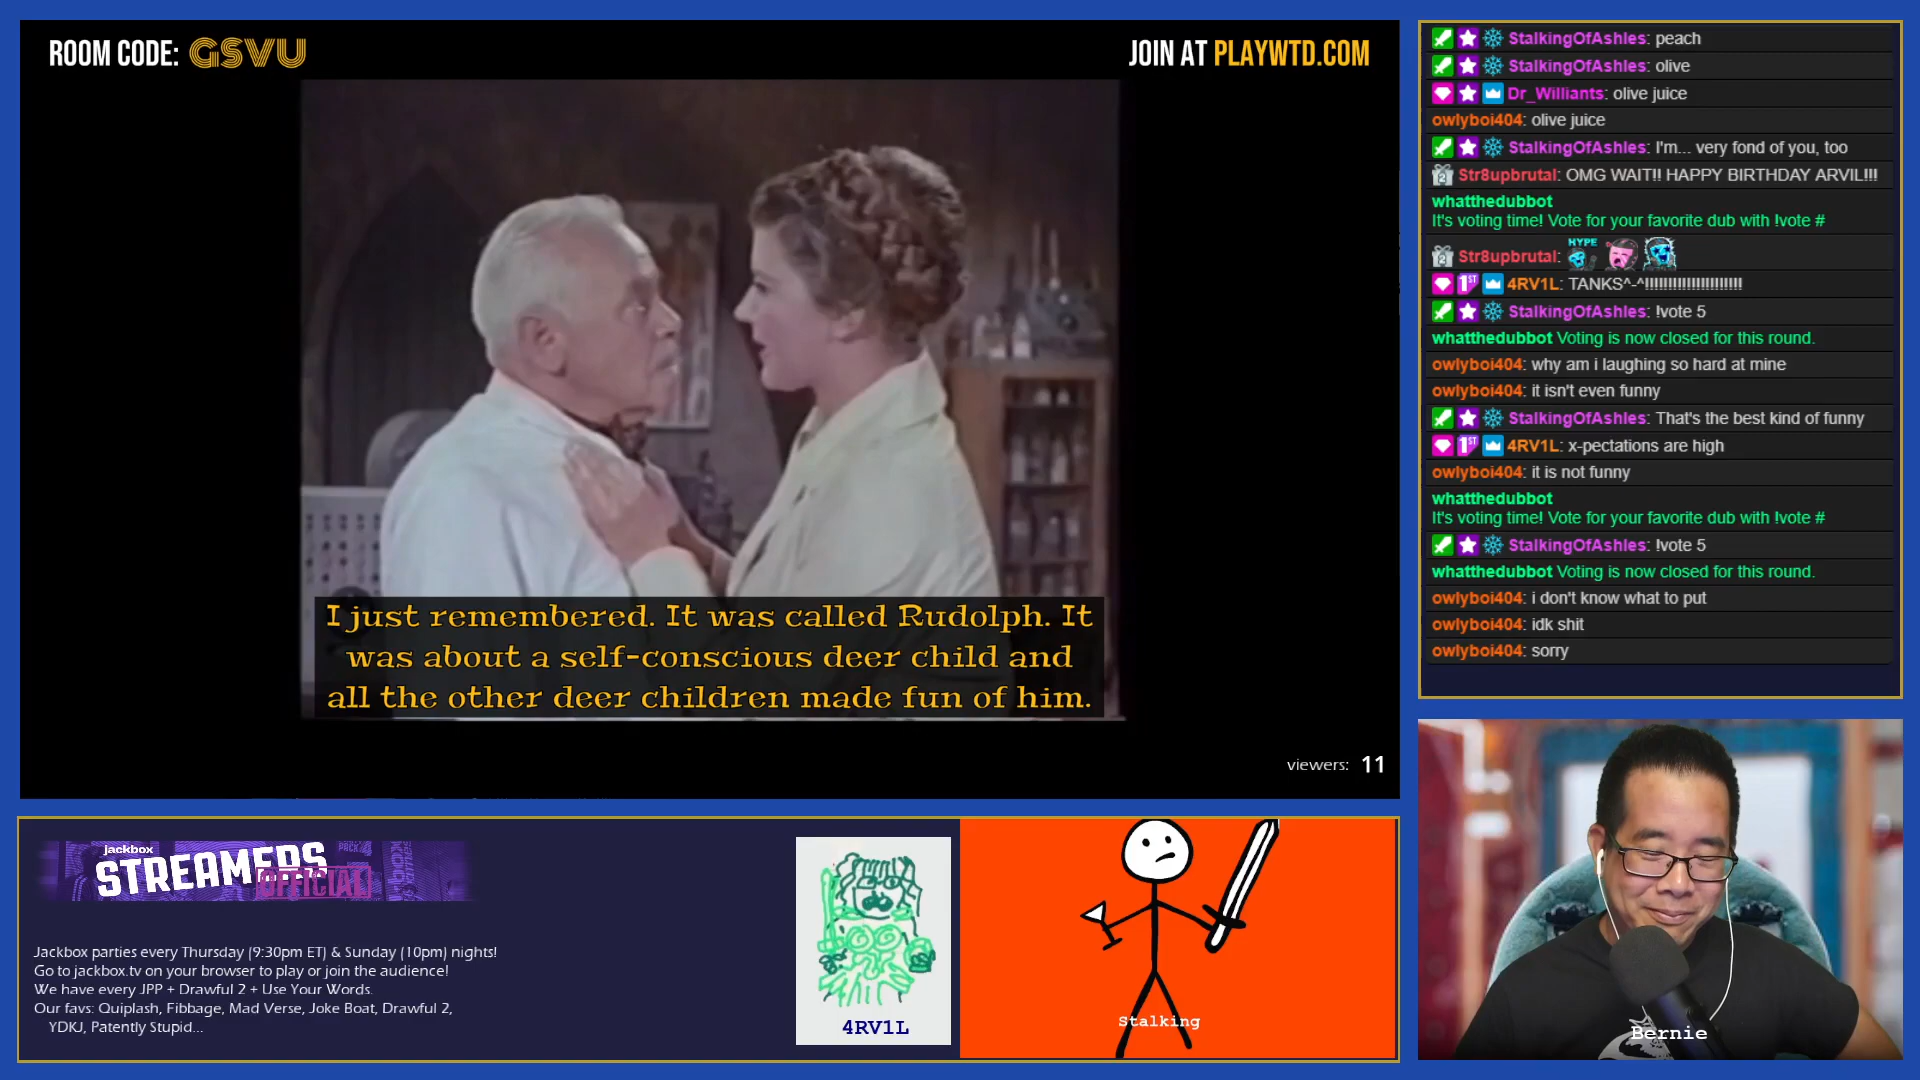 ROOM CODE: GSVU
JOIN AT PLAYWTD.COM
I just remembered. It was called Rudolph. It
was about a self-conscious deer child and
all the other deer children made fun of him.
viewers: 11
StalkingOfAshles: peach
StalkingOfAshles: olive
Dr_Williants: olive juice
owlyboi404: olive juice
StalkingOfAshles: I'm... very fond of you, too
Str8upbrutal: OMG WAIT!! HAPPY BIRTHDAY ARVIL!!!
whatthedubbot
It's voting time! Vote for your favorite dub with !vote #
Str8upbrutal: HYPE
4RV1L: TANKS^-^!!!!!!!!!!!!!!!!!!!!!
StalkingOfAshles: !vote 5
whatthedubbot Voting is now closed for this round.
owlyboi404: why am i laughing so hard at mine
owlyboi404: it isn't even funny
StalkingOfAshles: That's the best kind of funny
1ST 4RV1L: x-pectations are high
owlyboi404: it is not funny
whatthedubbot
It's voting time! Vote for your favorite dub with !vote #
StalkingOfAshles: !vote 5
whatthedubbot Voting is now closed for this round.
owlyboi404: i don't know what to put
owlyboi404: idk shit
owlyboi404: sorry
jackbox
STREAMERS
OFFICIAL
Jackbox parties every Thursday (9:30pm ET) & Sunday (10pm) nights!
Go to jackbox.tv on your browser to play or join the audience!
We have every JPP + Drawful 2 + Use Your Words.
Our favs: Quiplash, Fibbage, Mad Verse, Joke Boat, Drawful 2,
YDKJ, Patently Stupid...
4RV1L
Stalking
Bernie